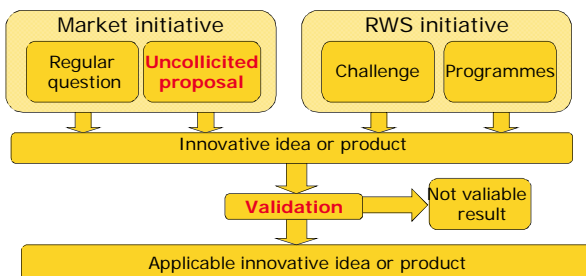 Market initiative
RWS initiative
Regular
question
Uncollicited
proposal
Challenge
Programmes
Innovative idea or product
Validation
Not valiable
result
Applicable innovative idea or product